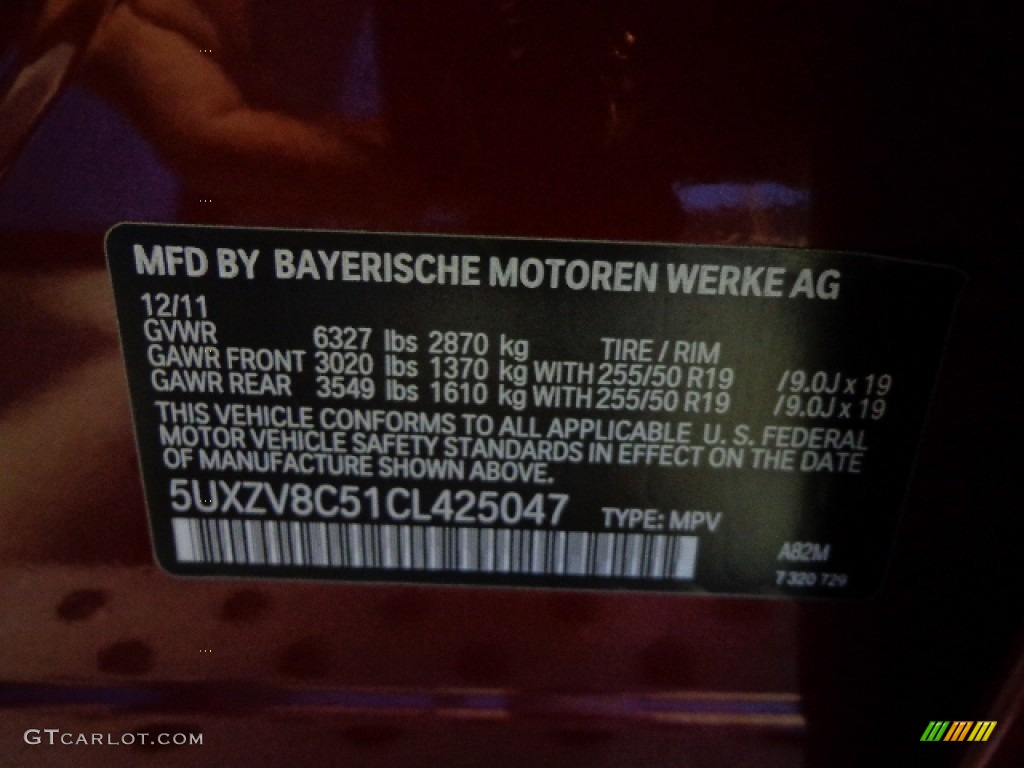 MFD BY BAYERISCHE MOTOREN WERKE AG
12/11
GVWR 6327 lbs 2870 kg TIRE / RIM
GAWR FRONT 3020 lbs 1370 kg WITH 255/50 R19 /9.0J x 19
GAWR REAR 3549 lbs 1610 kg WITH 255/50 R19 /9.0J x 19
THIS VEHICLE CONFORMS TO ALL APPLICABLE U. S. FEDERAL
MOTOR VEHICLE SAFETY STANDARDS IN EFFECT ON THE DATE
OF MANUFACTURE SHOWN ABOVE.
5UXZV8C51CL425047 TYPE: MPV
A82M
7 320 729
GTCARLOT.COM